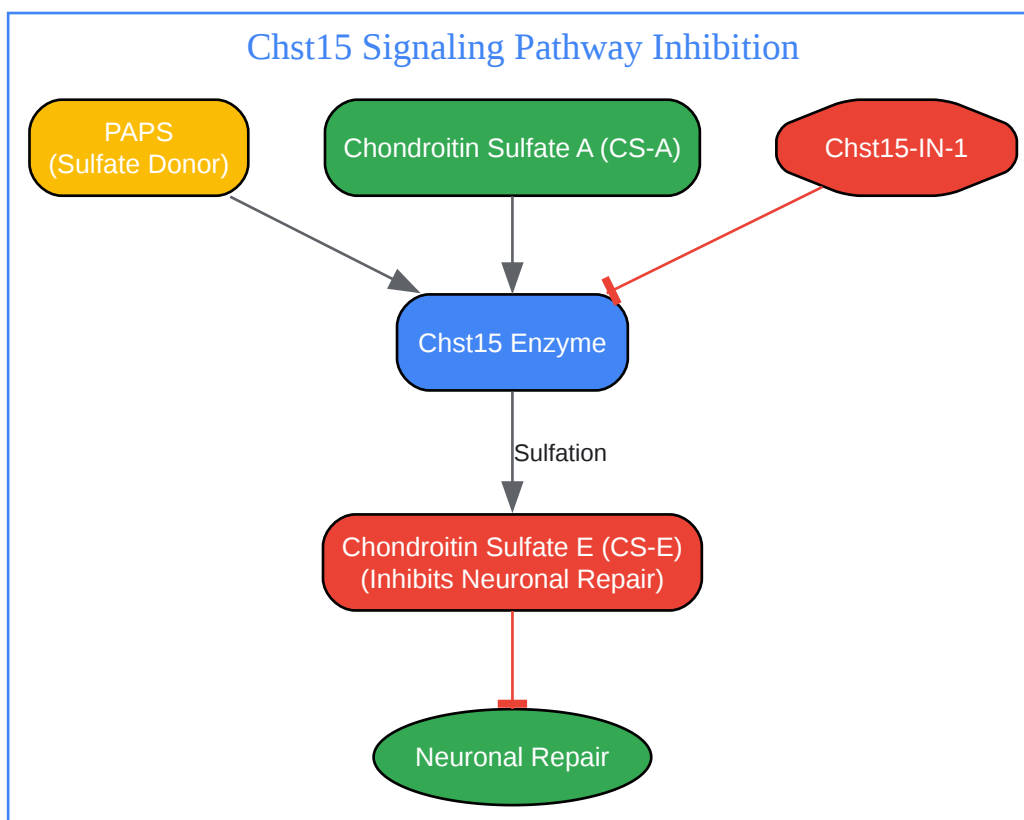 Chst15 Signaling Pathway Inhibition
PAPS
(Sulfate Donor)
Chondroitin Sulfate A (CS-A)
Chst15-IN-1
Chst15 Enzyme
Sulfation
Chondroitin Sulfate E (CS-E)
(Inhibits Neuronal Repair)
Neuronal Repair